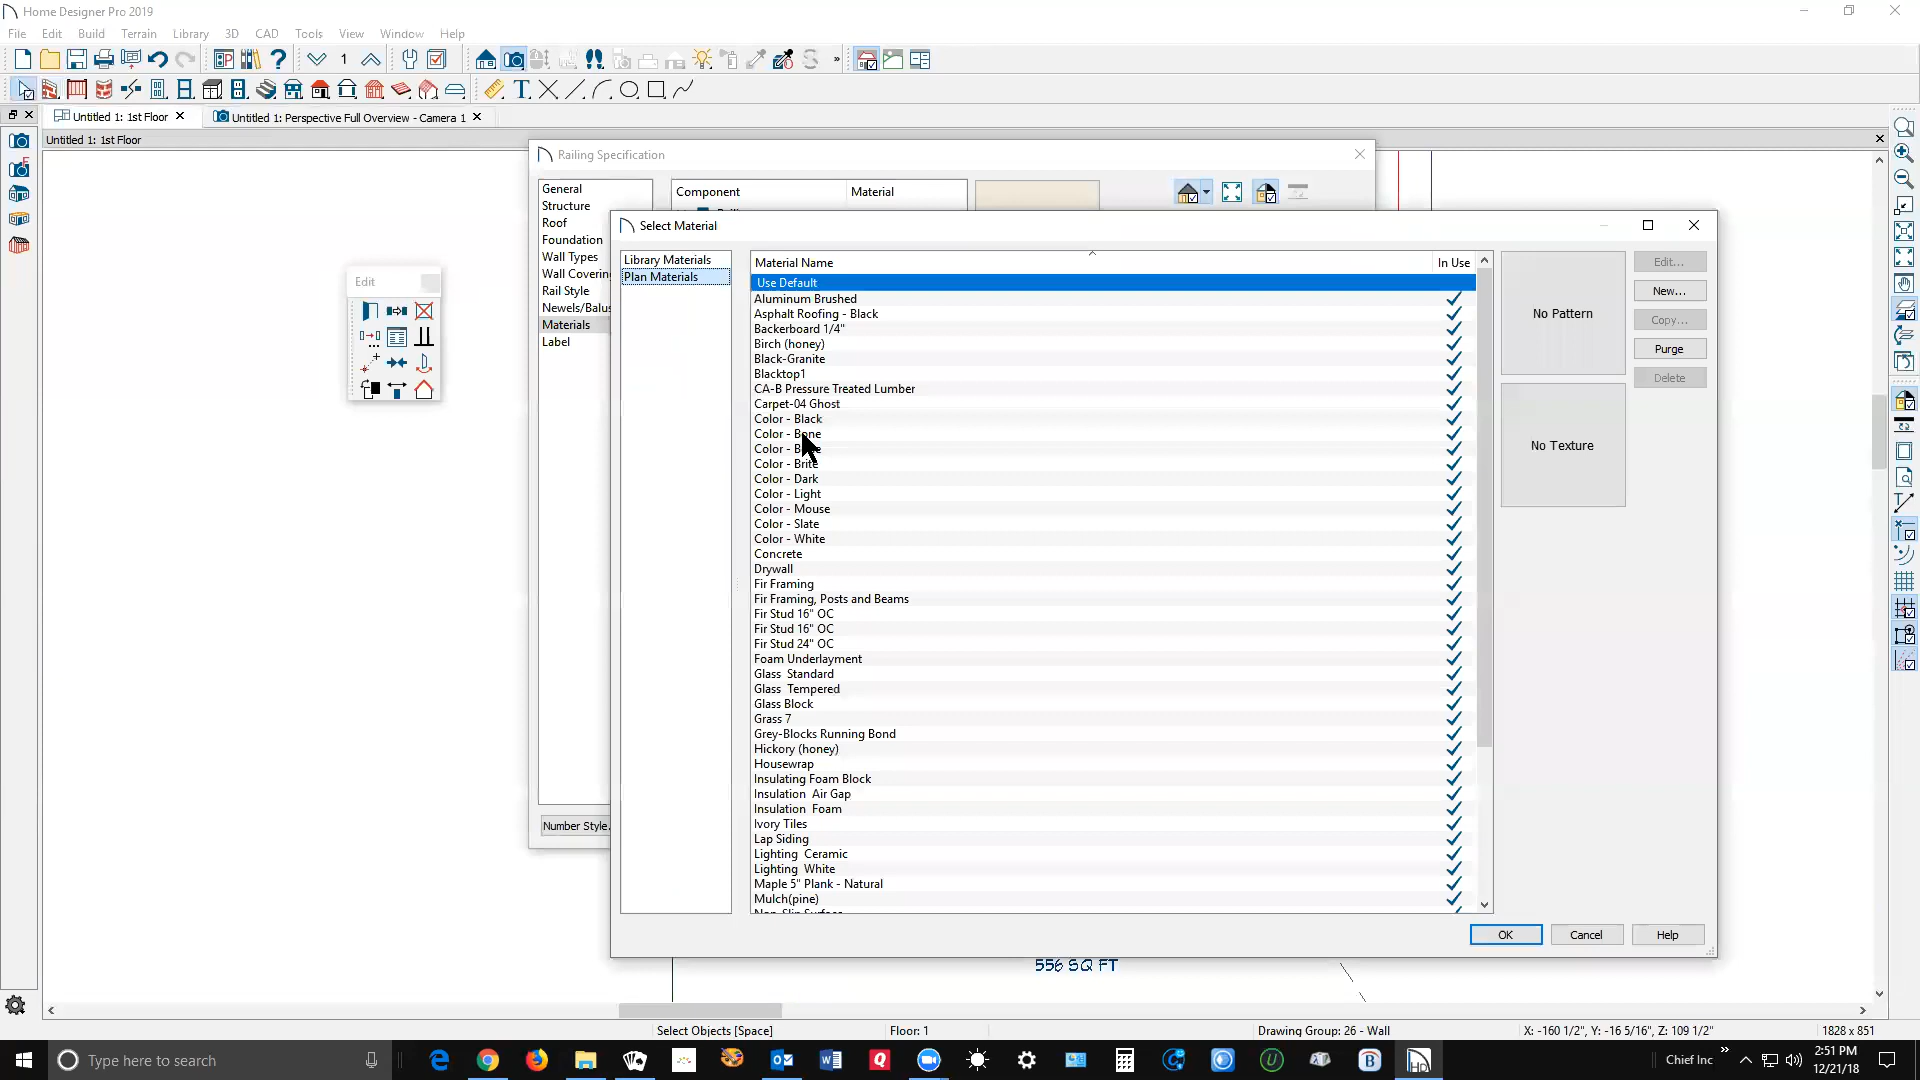 Home Designer Pro 2019
File Edit Build Terrain Library 3D CAD Tools View Window Help
1
Untitled 1: 1st Floor
Untitled 1: Perspective Full Overview - Camera 1
Untitled 1: 1st Floor
Railing Specification
General
Structure
Roof
Foundation
Wall Types
Wall Covering
Rail Style
Newels/Balus
Materials
Label
Component Material
Number Style.
Edit
Select Material
Library Materials
Plan Materials
Material Name In Use
Use Default
Aluminum Brushed
Asphalt Roofing - Black
Backerboard 1/4"
Birch (honey)
Black-Granite
Blacktop1
CA-B Pressure Treated Lumber
Carpet-04 Ghost
Color - Black
Color - Bone
Color -
Color - Brite
Color - Dark
Color - Light
Color - Mouse
Color - Slate
Color - White
Concrete
Drywall
Fir Framing
Fir Framing, Posts and Beams
Fir Stud 16" OC
Fir Stud 16" OC
Fir Stud 24" OC
Foam Underlayment
Glass Standard
Glass Tempered
Glass Block
Grass 7
Grey-Blocks Running Bond
Hickory (honey)
Housewrap
Insulating Foam Block
Insulation Air Gap
Insulation Foam
Ivory Tiles
Lap Siding
Lighting Ceramic
Lighting White
Maple 5" Plank - Natural
Mulch(pine)
No Pattern
No Texture
Edit...
New...
Copy...
Purge
Delete
OK Cancel Help
556 SQ FT
Select Objects [Space] Floor: 1 Drawing Group: 26 - Wall X: -160 1/2", Y: -16 5/16", Z: 109 1/2" 1828 x 851
Type here to search
Chief Inc
2:51 PM
12/21/18